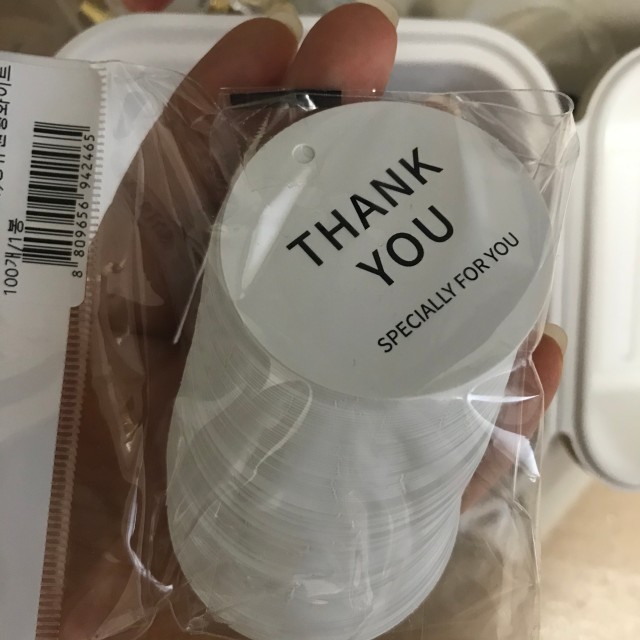 THANK
YOU
SPECIALLY FOR YOU
100개/1봉
8 809656 942465